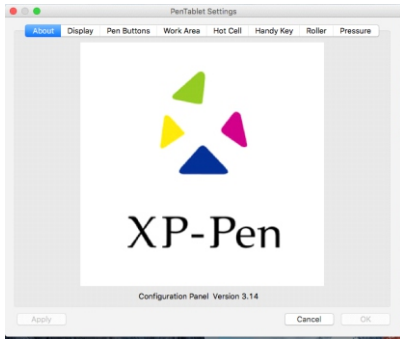 PenTablet Settings
About Display Pen Buttons Work Area Hot Cell Handy Key Roller Pressure
XP-Pen
Configuration Panel Version 3.14
Apply Cancel OK